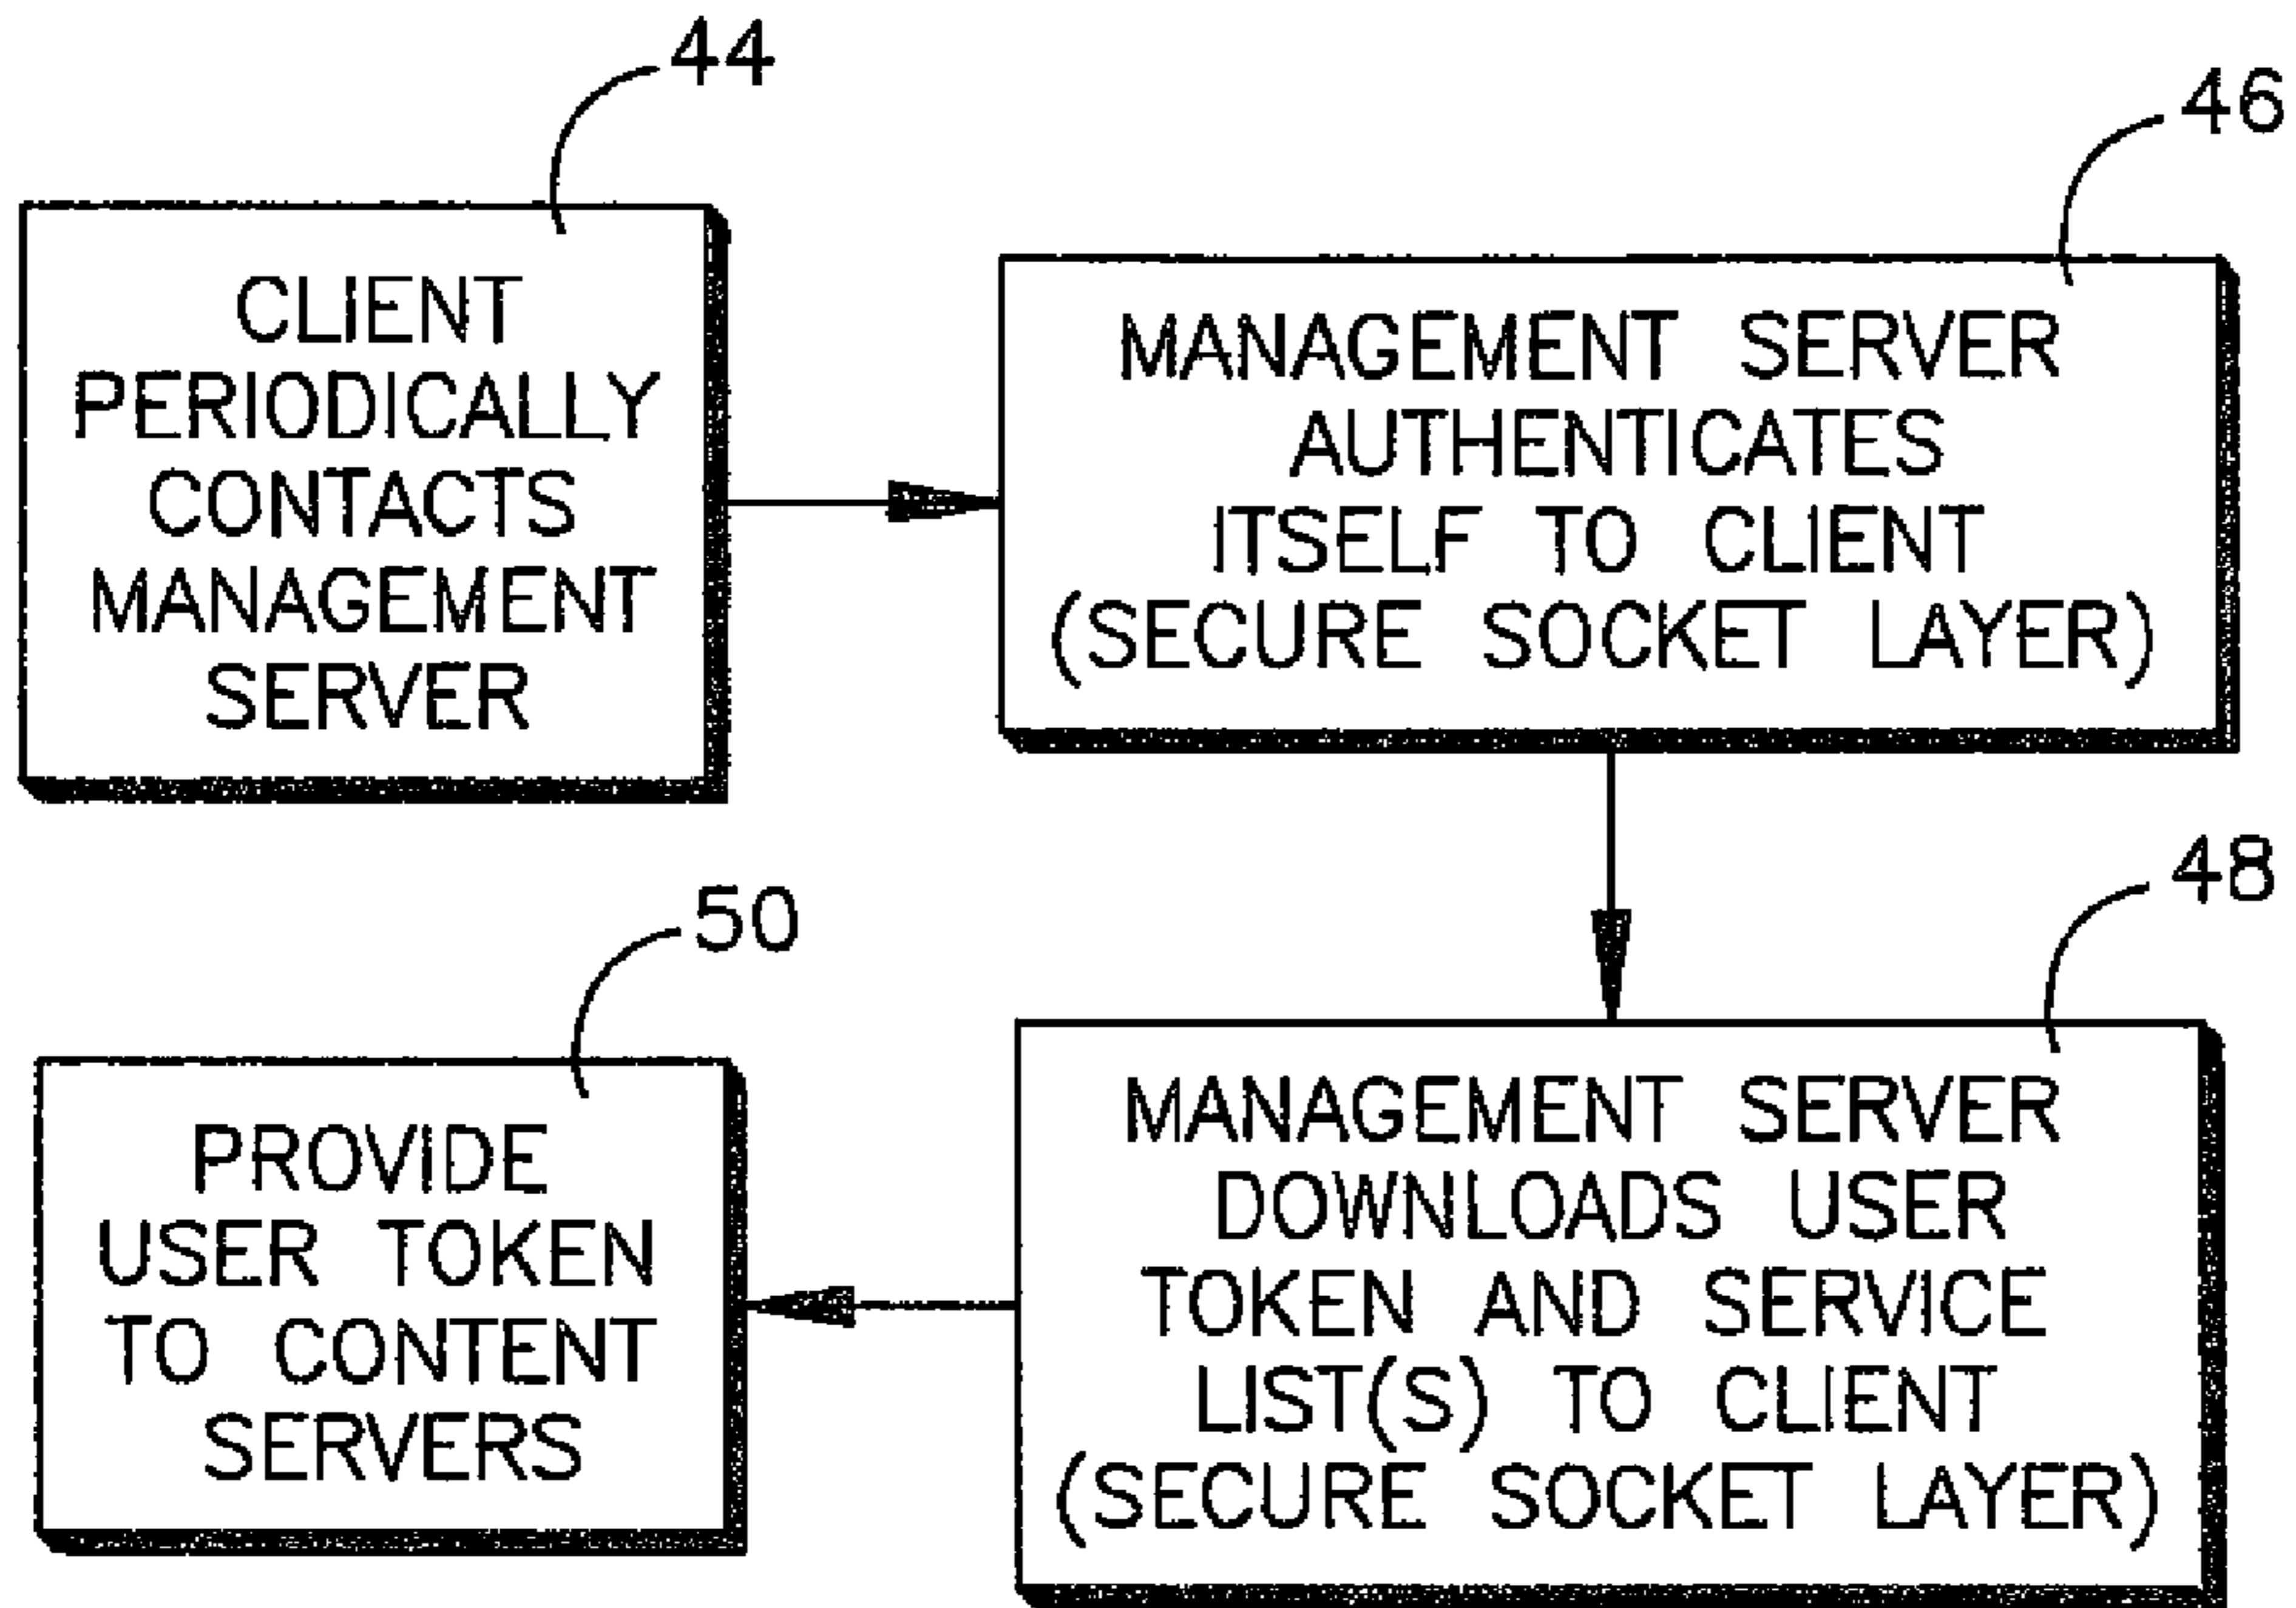 44
CLIENT
PERIODICALLY
CONTACTS
MANAGEMENT
SERVER
46
MANAGEMENT SERVER
AUTHENTICATES
ITSELF TO CLIENT
(SECURE SOCKET LAYER)
48
MANAGEMENT SERVER
DOWNLOADS USER
TOKEN AND SERVICE
LIST(S) TO CLIENT
(SECURE SOCKET LAYER)
50
PROVIDE
USER TOKEN
TO CONTENT
SERVERS